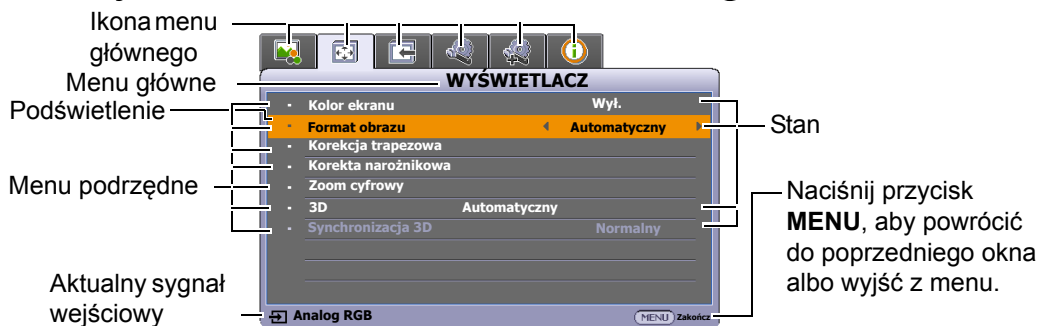 Ikona menu
głównego
Menu główne
Podświetlenie
Menu podrzędne
Aktualny sygnał
wejściowy
WYŚWIETLACZ
Kolor ekranu Wył.
Format obrazu Automatyczny
Korekcja trapezowa
Korekta narożnikowa
Zoom cyfrowy
3D Automatyczny
Synchronizacja 3D Normalny
Analog RGB
MENU Zakończ
Stan
Naciśnij przycisk
MENU, aby powrócić
do poprzedniego okna
albo wyjść z menu.